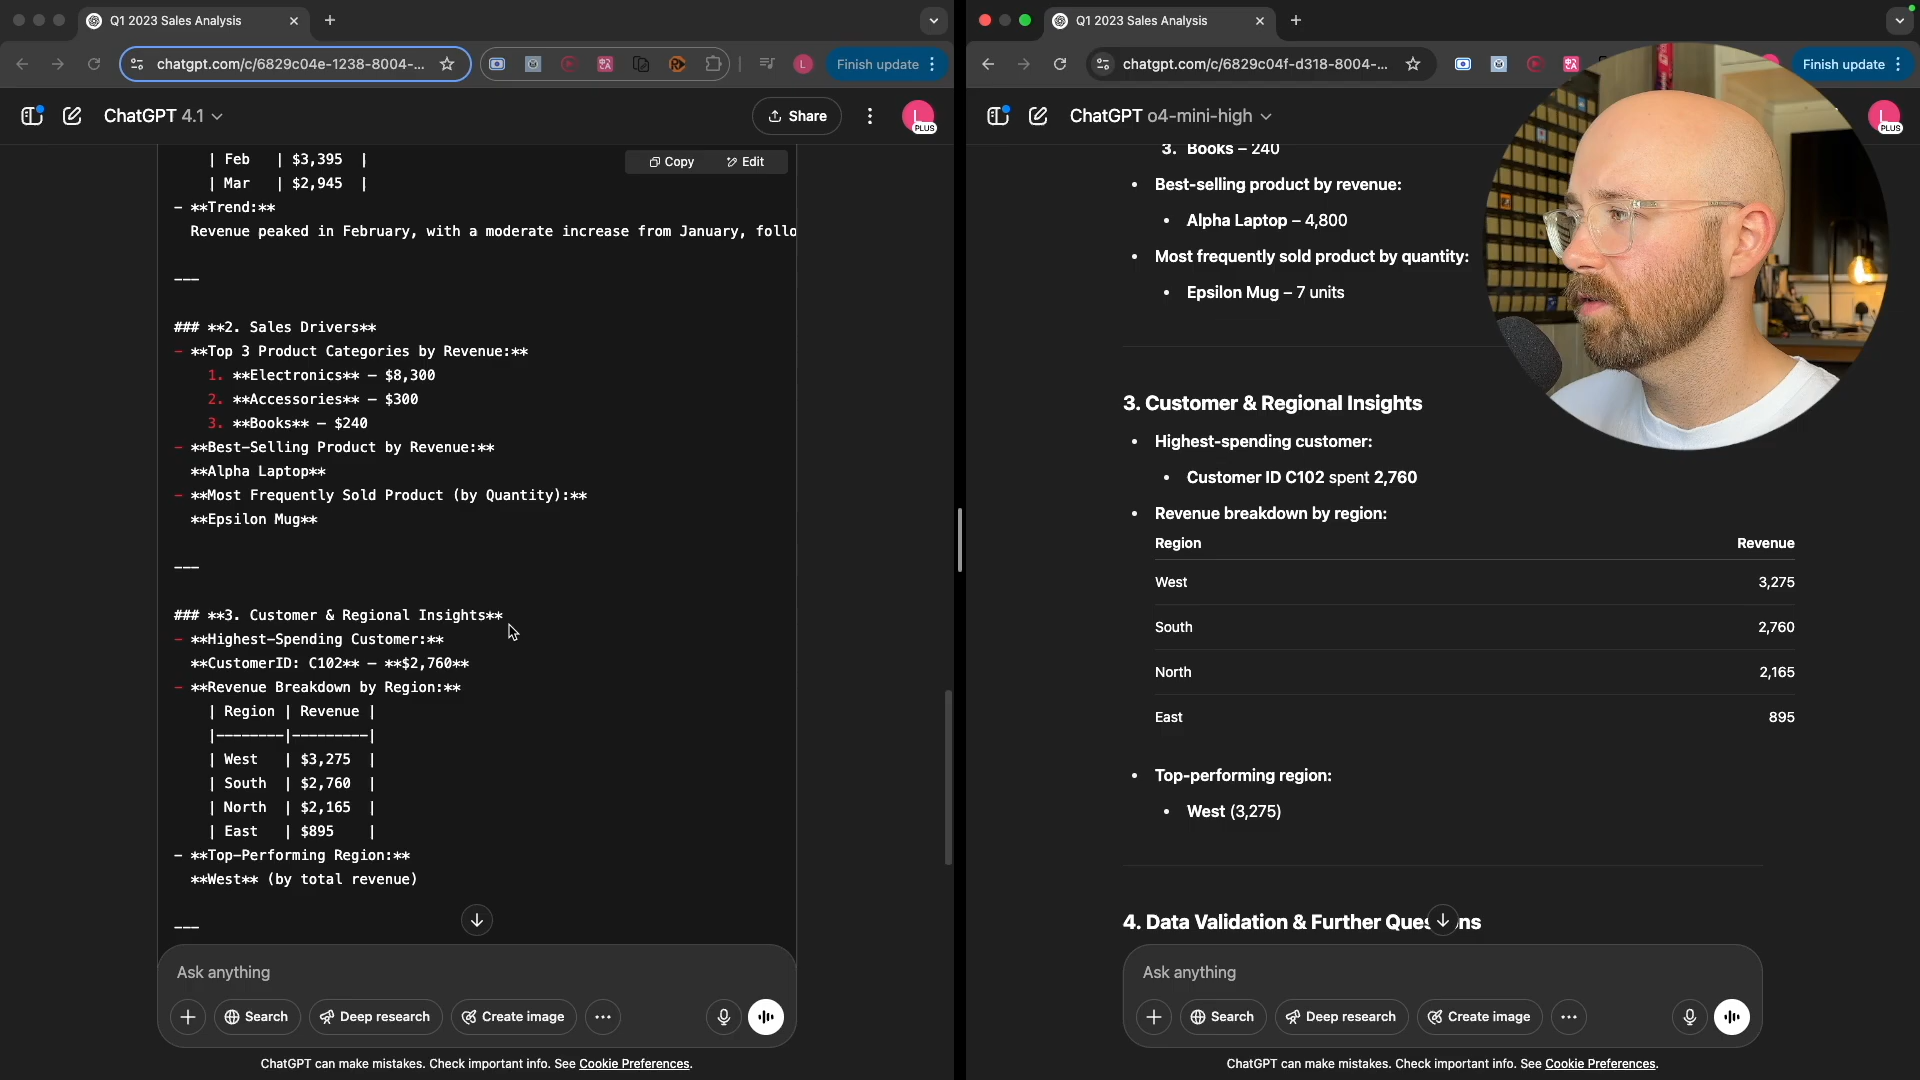 Q1 2023 Sales Analysis
chatgpt.com/c/6829c04e-1238-8004-...
Finish update
ChatGPT 4.1
Share
PLUS
| Feb | $3,395 |
Copy
Edit
| Mar | $2,945 |
- **Trend:**
Revenue peaked in February, with a moderate increase from January, follo
---
### **2. Sales Drivers**
- **Top 3 Product Categories by Revenue:**
1. **Electronics** – $8,300
2. **Accessories** – $300
3. **Books** – $240
- **Best-Selling Product by Revenue:**
**Alpha Laptop**
- **Most Frequently Sold Product (by Quantity):**
**Epsilon Mug**
---
### **3. Customer & Regional Insights**
- **Highest-Spending Customer:**
**CustomerID: C102** – **$2,760**
- **Revenue Breakdown by Region:**
| Region | Revenue |
|--------|---------|
| West | $3,275 |
| South | $2,760 |
| North | $2,165 |
| East | $895 |
- **Top-Performing Region:**
**West** (by total revenue)
---
Ask anything
Search
Deep research
Create image
ChatGPT can make mistakes. Check important info. See Cookie Preferences.
Q1 2023 Sales Analysis
chatgpt.com/c/6829c04f-d318-8004-...
Finish update
ChatGPT o4-mini-high
PLUS
3. Books – 240
• Best-selling product by revenue:
• Alpha Laptop – 4,800
• Most frequently sold product by quantity:
• Epsilon Mug – 7 units
3. Customer & Regional Insights
• Highest-spending customer:
• Customer ID C102 spent 2,760
• Revenue breakdown by region:
Region Revenue
West 3,275
South 2,760
North 2,165
East 895
• Top-performing region:
• West (3,275)
4. Data Validation & Further Ques ns
Ask anything
Search
Deep research
Create image
ChatGPT can make mistakes. Check important info. See Cookie Preferences.